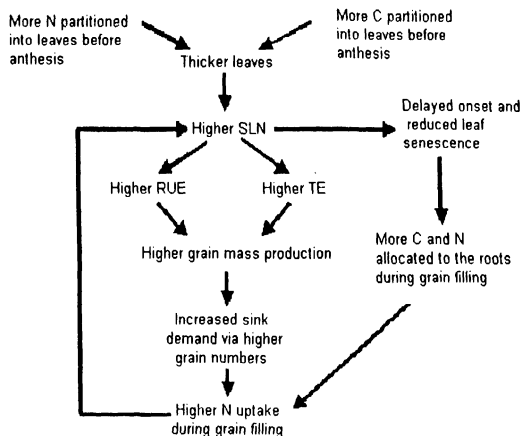 More N partitioned
into leaves before
anthesis
More C partitioned
into leaves before
anthesis
Thicker leaves
Higher SLN
Delayed onset and
reduced leaf
senescence
Higher RUE
Higher TE
Higher grain mass production
More C and N
allocated to the roots
during grain filling
Increased sink
demand via higher
grain numbers
Higher N uptake
during grain filling